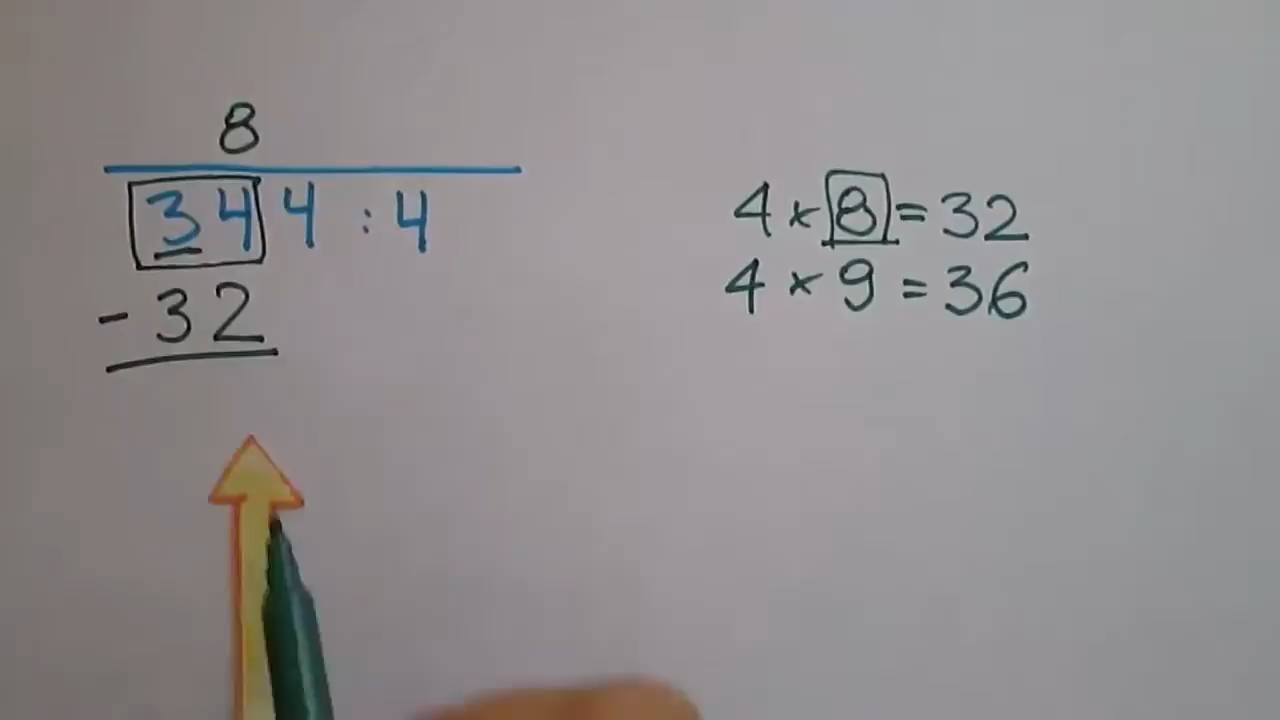 8
344 : 4
- 32
4 × 8 = 32
4 × 9 = 36